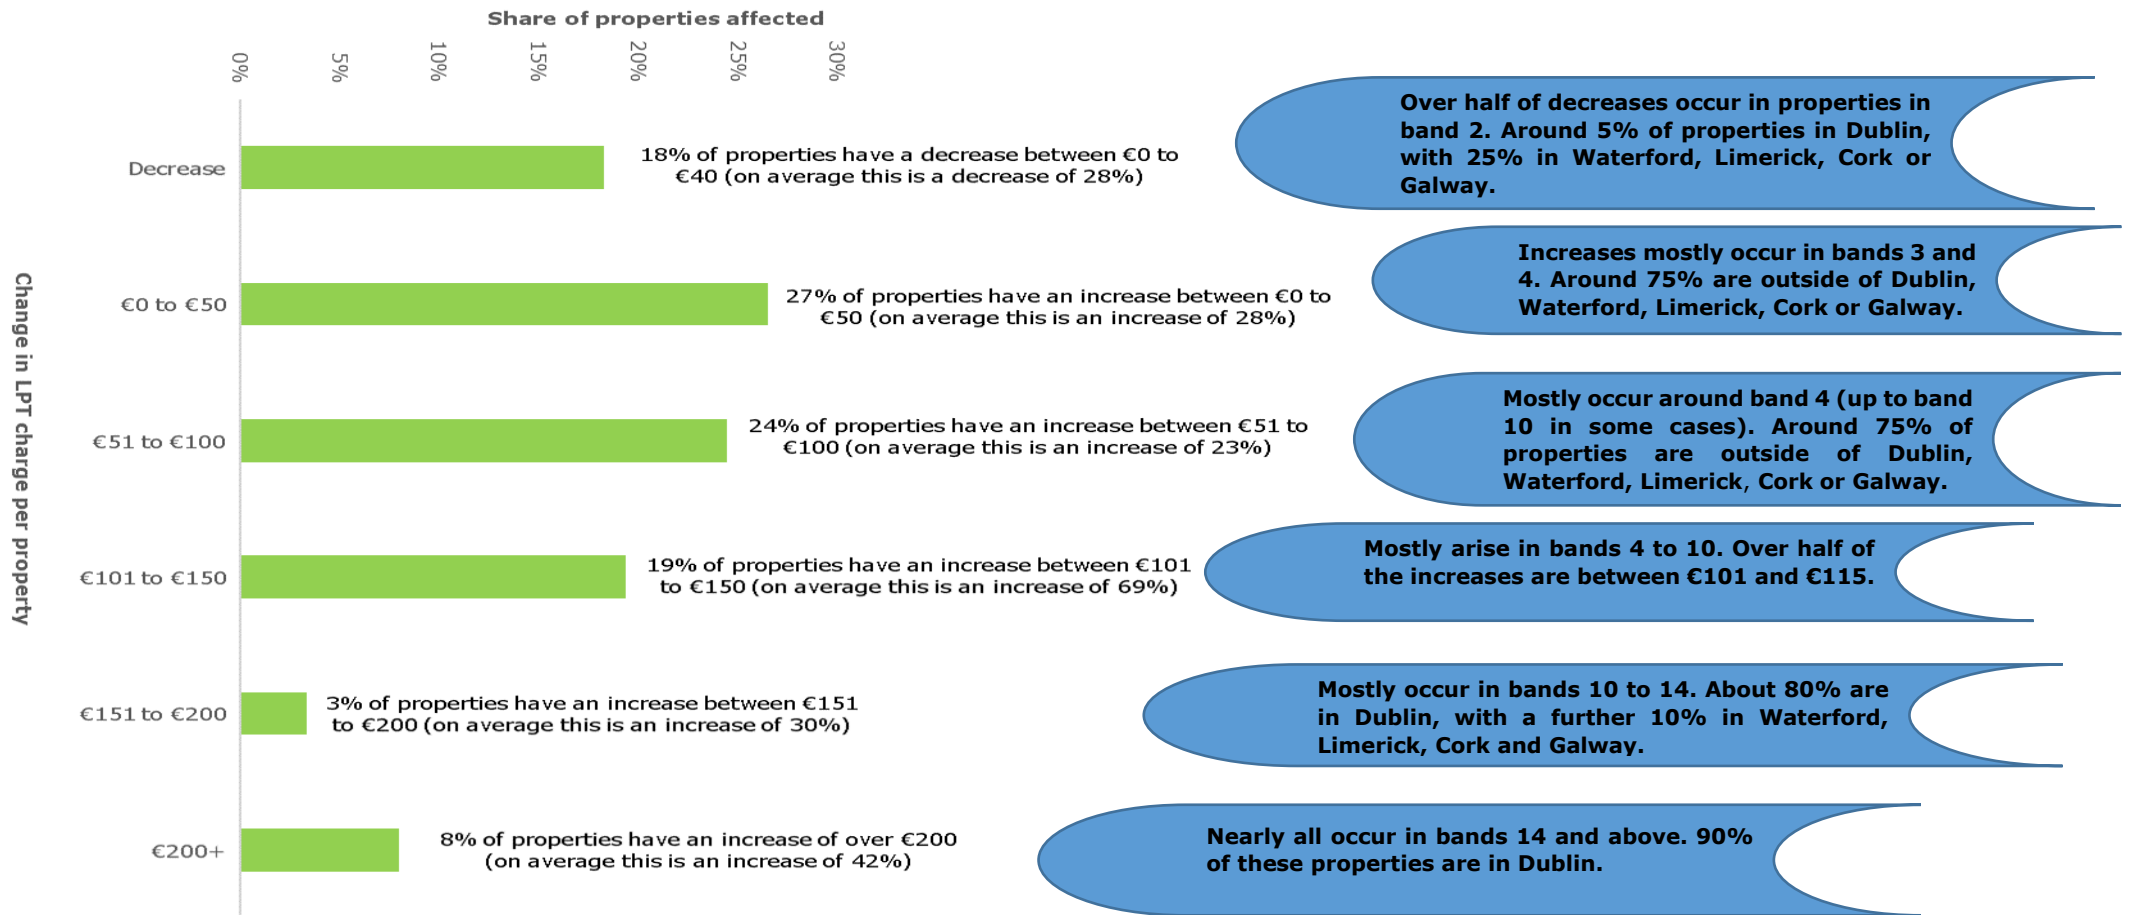 Share of properties affected
0%
5%
10%
15%
20%
25%
30%
Change in LPT charge per property
Decrease
18% of properties have a decrease between €0 to
€40 (on average this is a decrease of 28%)
Over half of decreases occur in properties in
band 2. Around 5% of properties in Dublin,
with 25% in Waterford, Limerick, Cork or
Galway.
€0 to €50
27% of properties have an increase between €0 to
€50 (on average this is an increase of 28%)
Increases mostly occur in bands 3 and
4. Around 75% are outside of Dublin,
Waterford, Limerick, Cork or Galway.
€51 to €100
24% of properties have an increase between €51 to
€100 (on average this is an increase of 23%)
Mostly occur around band 4 (up to band
10 in some cases). Around 75% of
properties are outside of Dublin,
Waterford, Limerick, Cork or Galway.
€101 to €150
19% of properties have an increase between €101
to €150 (on average this is an increase of 69%)
Mostly arise in bands 4 to 10. Over half of
the increases are between €101 and €115.
€151 to €200
3% of properties have an increase between €151
to €200 (on average this is an increase of 30%)
Mostly occur in bands 10 to 14. About 80% are
in Dublin, with a further 10% in Waterford,
Limerick, Cork and Galway.
€200+
8% of properties have an increase of over €200
(on average this is an increase of 42%)
Nearly all occur in bands 14 and above. 90%
of these properties are in Dublin.